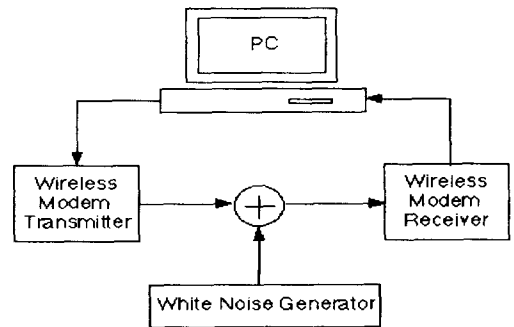 PC
Wireless
Modem
Transmitter
Wireless
Modem
Receiver
White Noise Generator